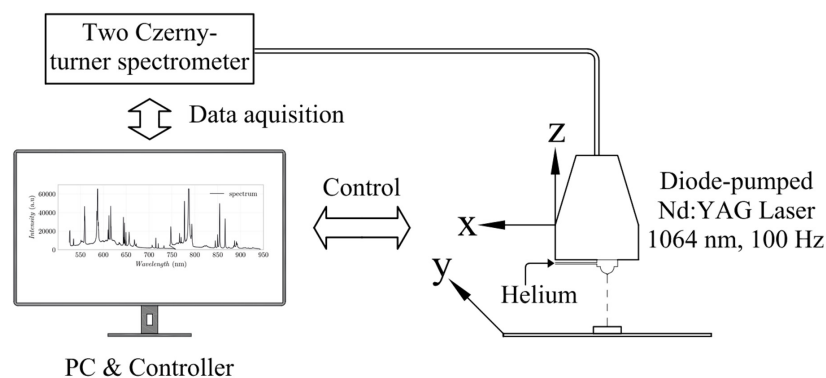 Two Czerny-
turner spectrometer
Data aquisition
Control
Diode-pumped
Nd:YAG Laser
1064 nm, 100 Hz
z
x
y
Helium
spectrum
Intensity (a.u)
60000
40000
20000
0
550 600 650 700 750 800 850 900 950
Wavelength (nm)
PC & Controller